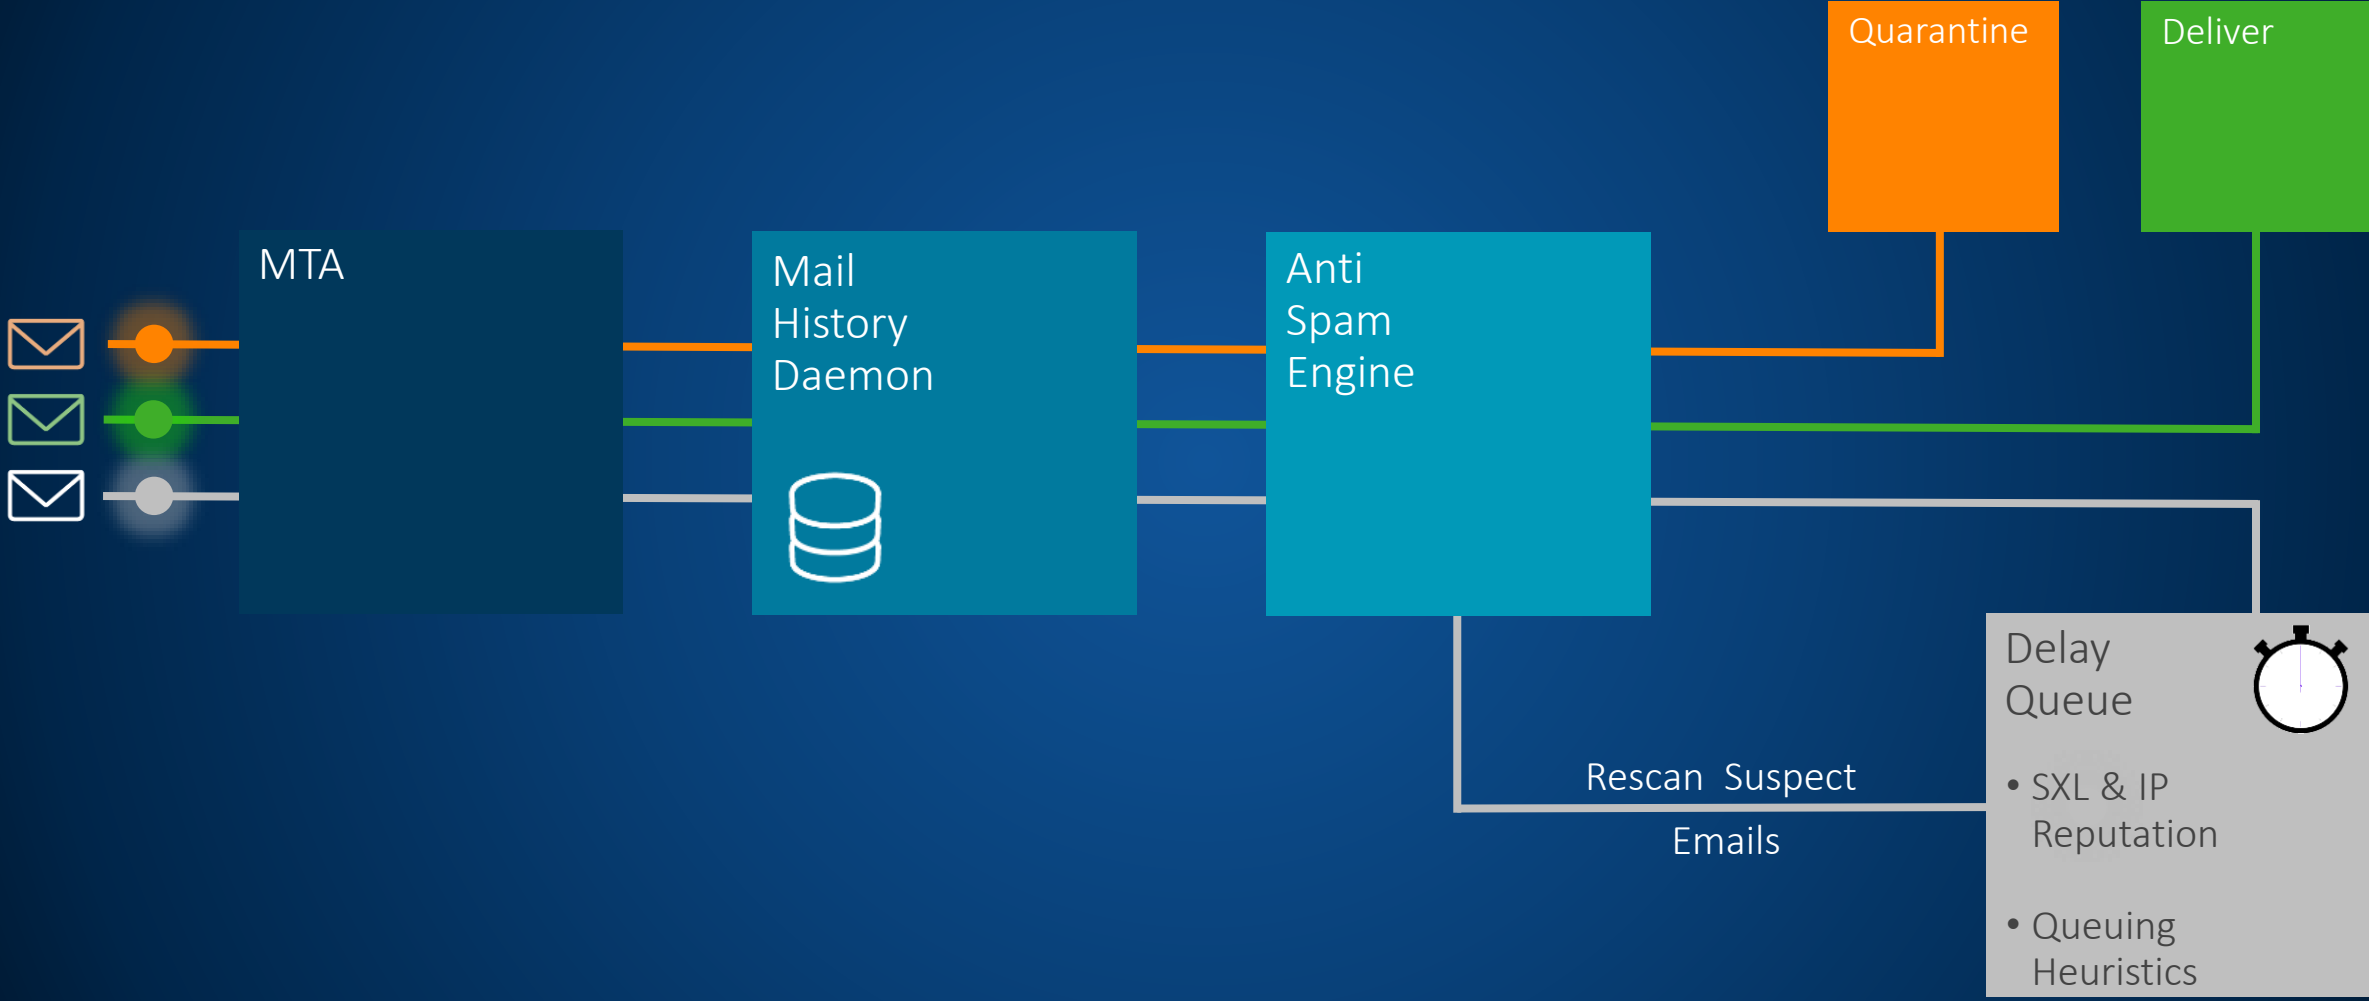 Quarantine
Deliver
MTA
Mail
History
Daemon
Anti
Spam
Engine
Delay
Queue
• SXL & IP
Reputation
• Queuing
Heuristics
Rescan Suspect
Emails